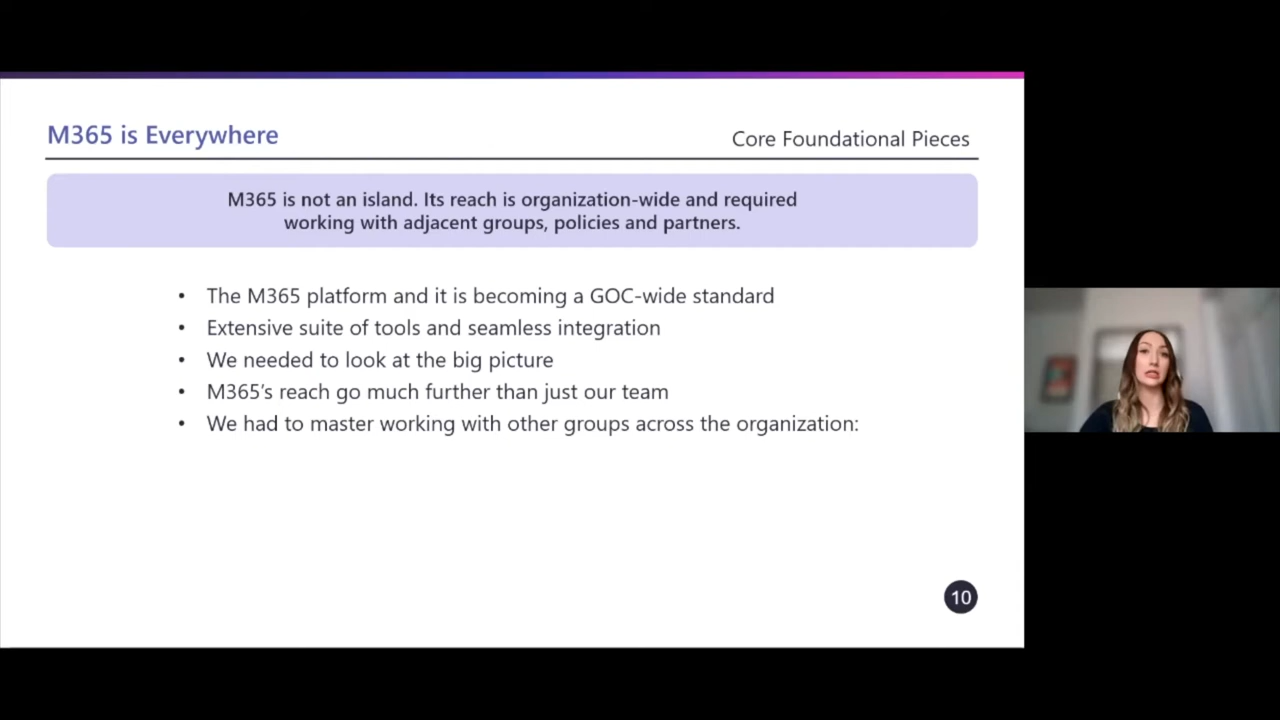 M365 is Everywhere
Core Foundational Pieces
M365 is not an island. Its reach is organization-wide and required
working with adjacent groups, policies and partners.
• The M365 platform and it is becoming a GOC-wide standard
• Extensive suite of tools and seamless integration
• We needed to look at the big picture
• M365's reach go much further than just our team
• We had to master working with other groups across the organization:
10